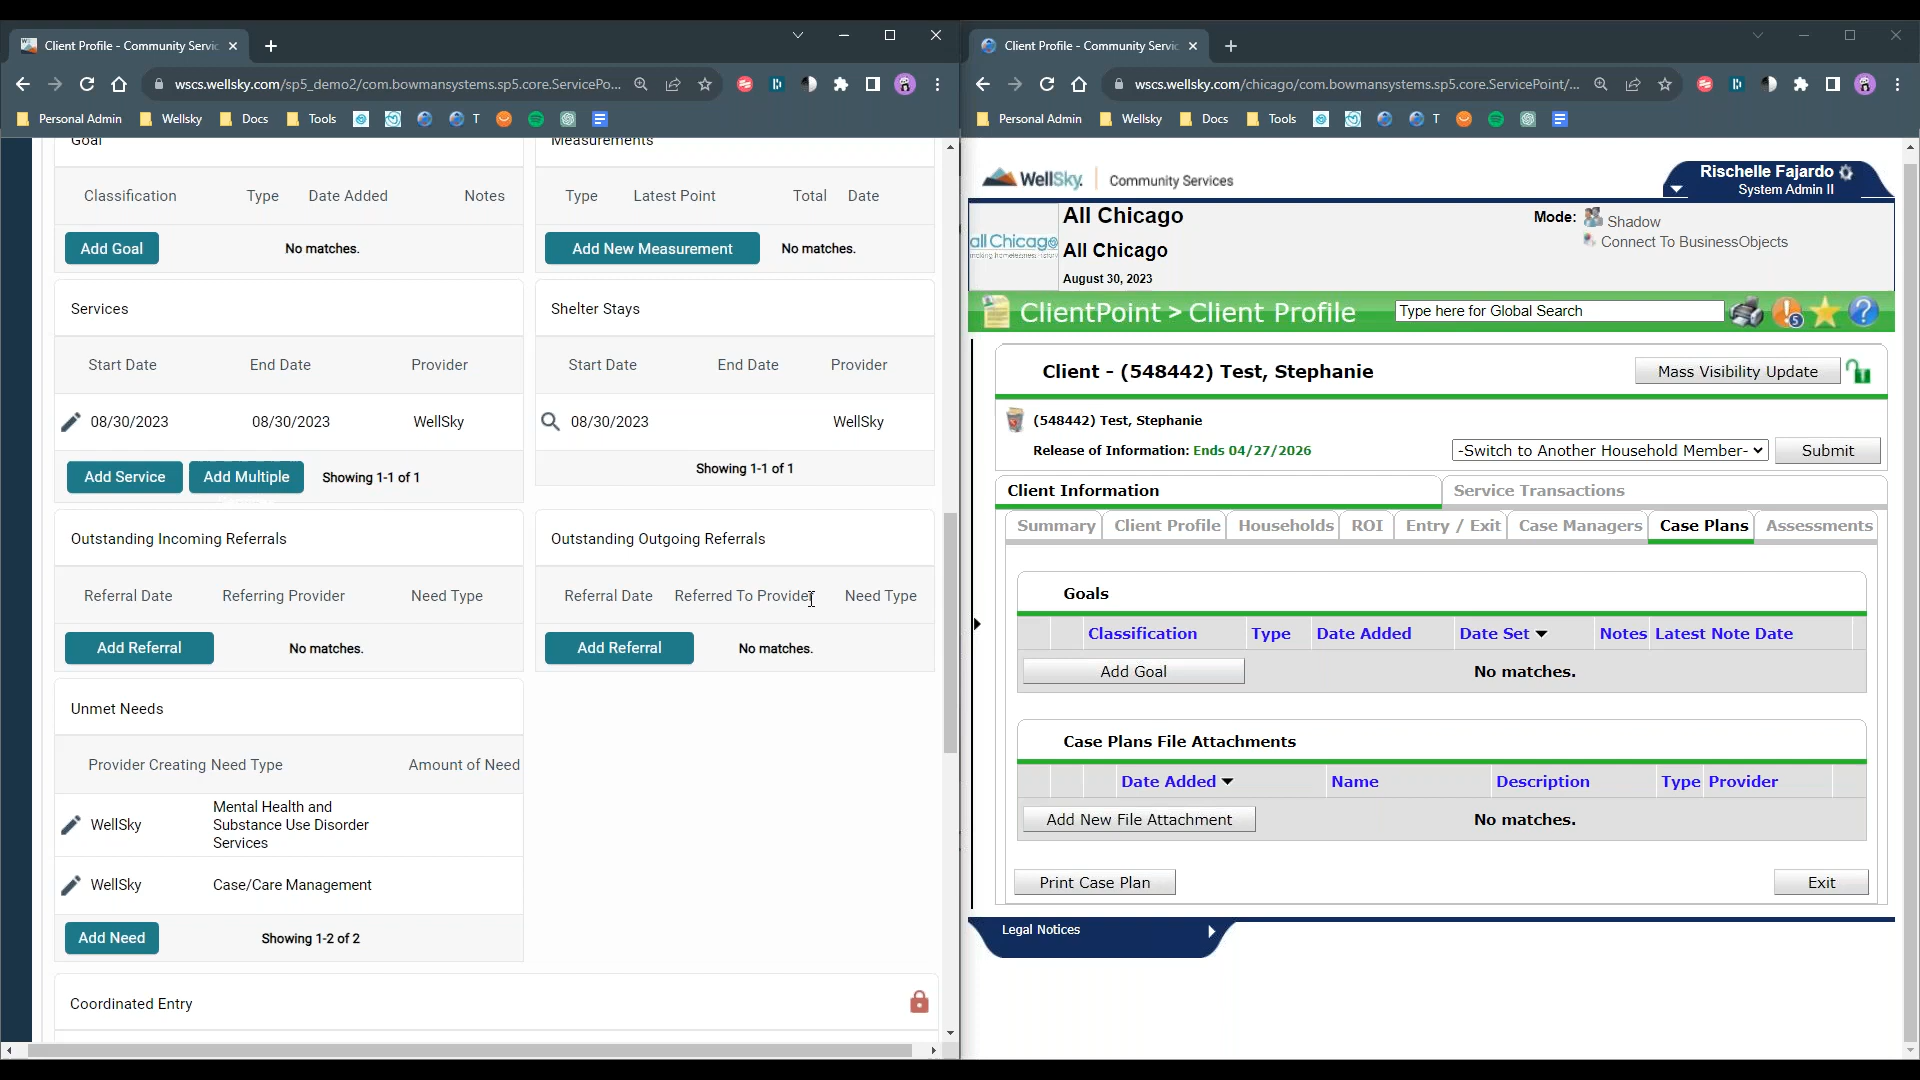 Client Profile - Community Servic
wscs.wellsky.com/sp5_demo2/com.bowmansystems.sp5.core.ServicePo...
Personal Admin Wellsky Docs Tools T
Goal Measurements
Classification Type Date Added Notes
Type Latest Point Total Date
Add Goal No matches.
Add New Measurement No matches.
Services
Shelter Stays
Start Date End Date Provider
Start Date End Date Provider
08/30/2023 08/30/2023 WellSky
08/30/2023 WellSky
Add Service Add Multiple Showing 1-1 of 1
Showing 1-1 of 1
Outstanding Incoming Referrals
Outstanding Outgoing Referrals
Referral Date Referring Provider Need Type
Referral Date Referred To Provider Need Type
Add Referral No matches.
Add Referral No matches.
Unmet Needs
Provider Creating Need Type Amount of Need
WellSky
Mental Health and
Substance Use Disorder
Services
WellSky Case/Care Management
Add Need Showing 1-2 of 2
Coordinated Entry
Client Profile - Community Servic
wscs.wellsky.com/chicago/com.bowmansystems.sp5.core.ServicePoint/...
Personal Admin Wellsky Docs Tools T
WellSky. Community Services
Rischelle Fajardo
System Admin II
all Chicago
All Chicago
All Chicago
August 30, 2023
Mode: Shadow
Connect To BusinessObjects
ClientPoint > Client Profile
Type here for Global Search
5
?
Client - (548442) Test, Stephanie
Mass Visibility Update
(548442) Test, Stephanie
Release of Information: Ends 04/27/2026
-Switch to Another Household Member- Submit
Client Information Service Transactions
Summary Client Profile Households ROI Entry / Exit Case Managers Case Plans Assessments
Goals
Classification Type Date Added Date Set Notes Latest Note Date
Add Goal No matches.
Case Plans File Attachments
Date Added Name Description Type Provider
Add New File Attachment No matches.
Print Case Plan Exit
Legal Notices